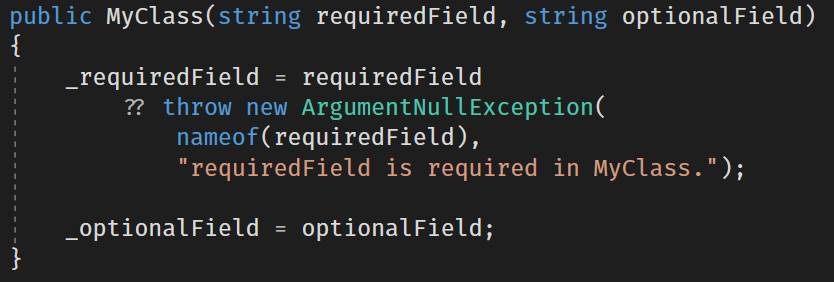 public MyClass(string requiredField, string optionalField)
{
    _requiredField = requiredField
        ?? throw new ArgumentNullException(
            nameof(requiredField),
            "requiredField is required in MyClass.");

    _optionalField = optionalField;
}